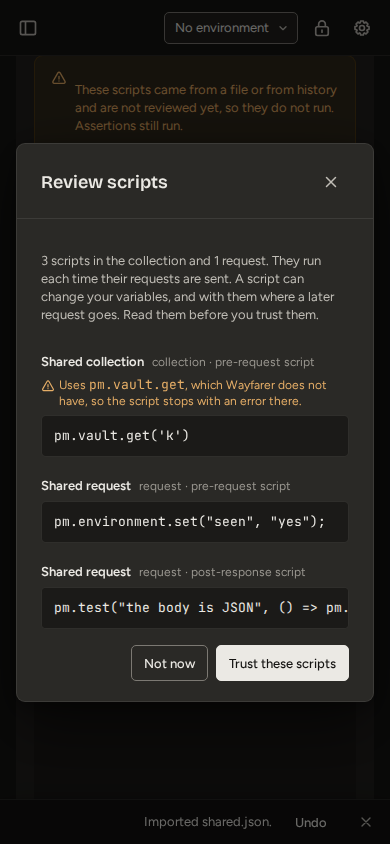 No environment
These scripts came from a file or from history
and are not reviewed yet, so they do not run.
Assertions still run.
Review scripts
3 scripts in the collection and 1 request. They run
each time their requests are sent. A script can
change your variables, and with them where a later
request goes. Read them before you trust them.
Shared collection collection · pre-request script
Uses pm.vault.get, which Wayfarer does not
have, so the script stops with an error there.
pm.vault.get('k')
Shared request request · pre-request script
pm.environment.set("seen", "yes");
Shared request request · post-response script
pm.test("the body is JSON", () => pm.
Not now
Trust these scripts
Imported shared.json.
Undo